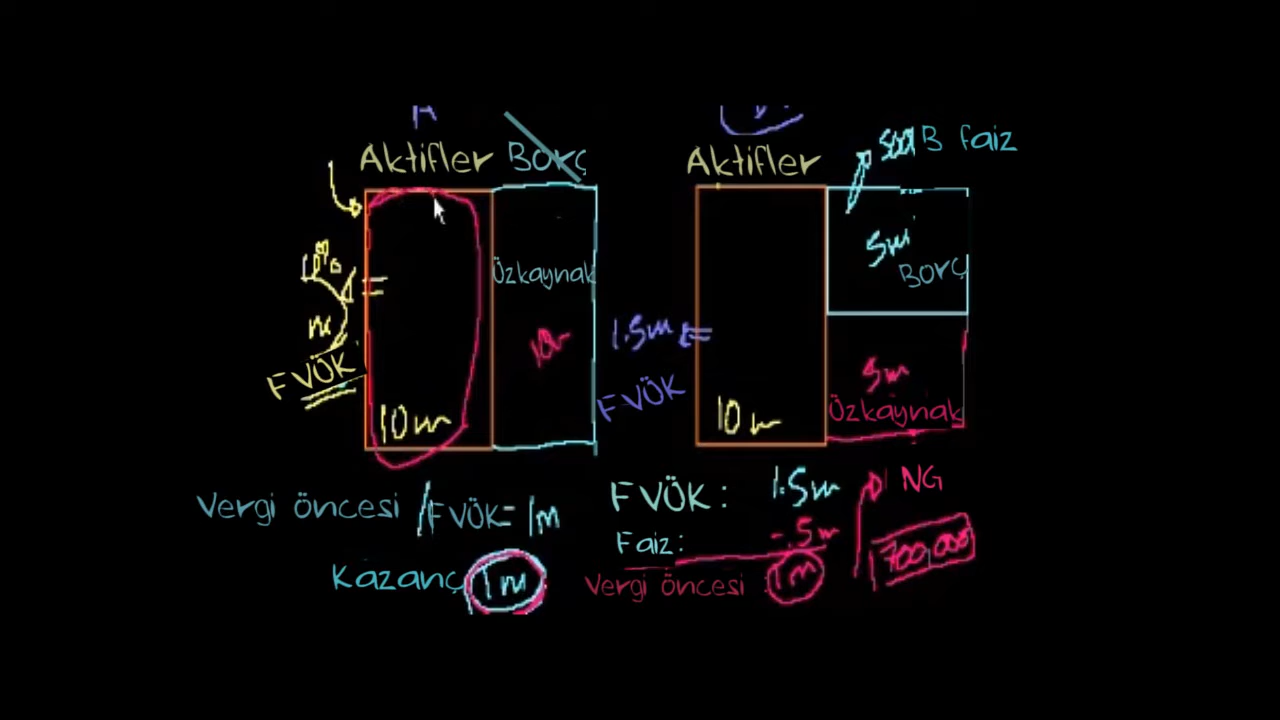 A
Aktifler Borç
Özkaynak
FVÖK
10m
Vergi öncesi /FVÖK= 1m
Kazanç 1m
Aktifler
B faiz
5m
Borç
1.5m =
FVÖK
10m
5m
Özkaynak
FVÖK: 1.5m
Faiz: -.5m
Vergi öncesi : 1m
NG
700,000